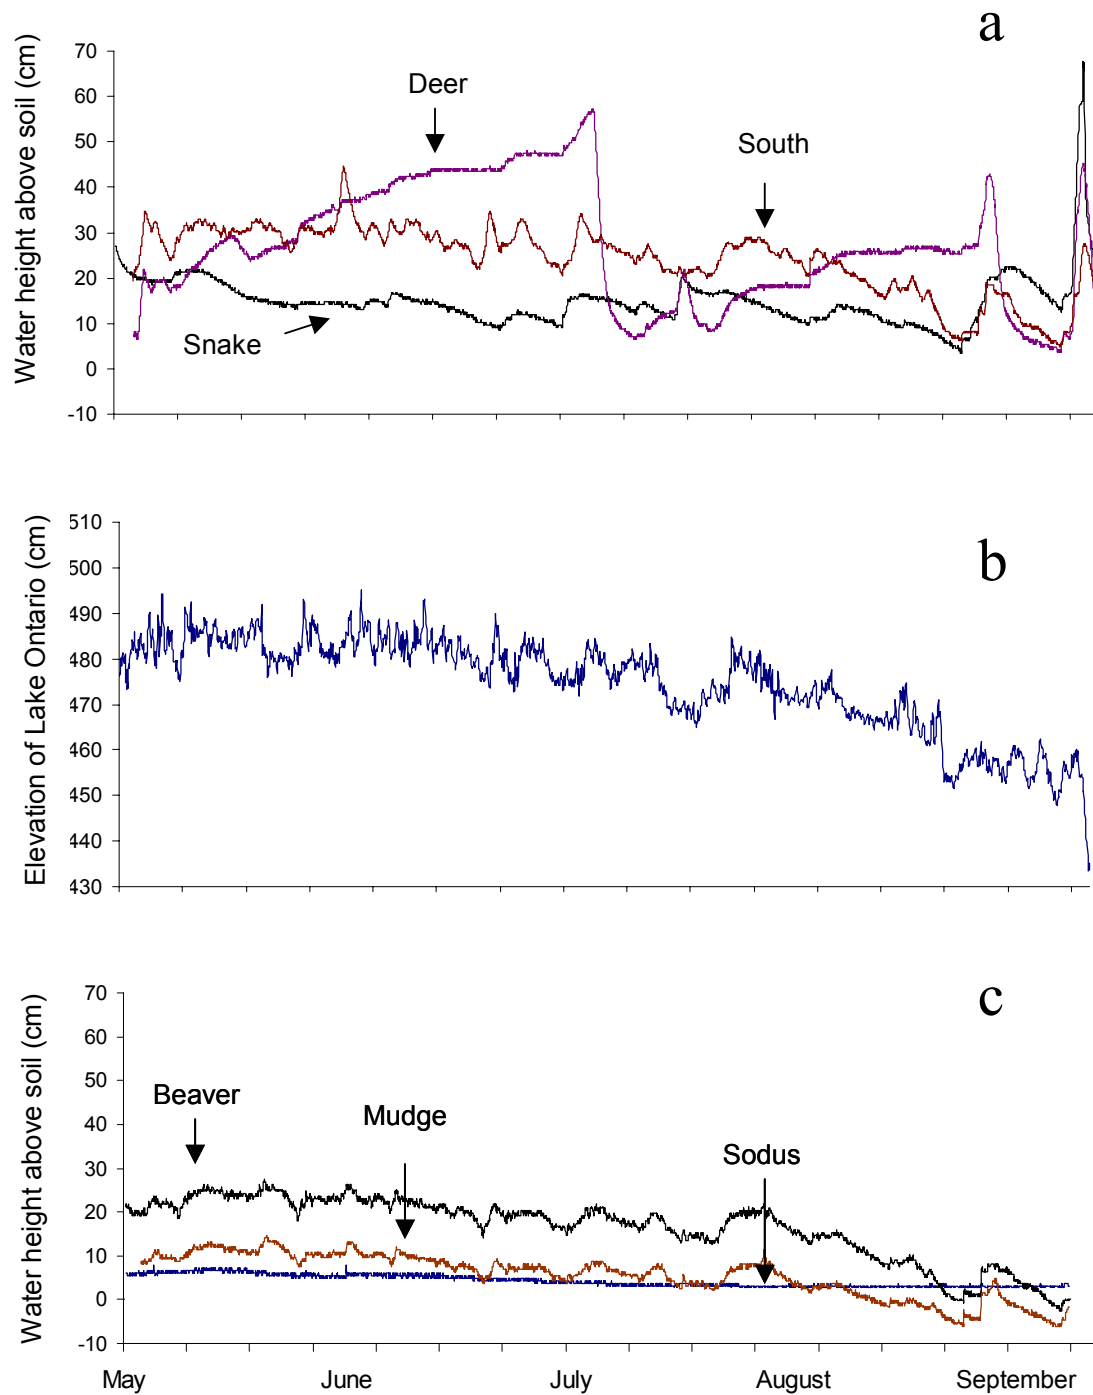 a
Water height above soil (cm)
70
60
50
40
30
20
10
0
-10
Deer
South
Snake
b
Elevation of Lake Ontario (cm)
510
500
490
480
470
460
450
440
430
c
Water height above soil (cm)
70
60
50
40
30
20
10
0
-10
Beaver
Mudge
Sodus
May June July August September